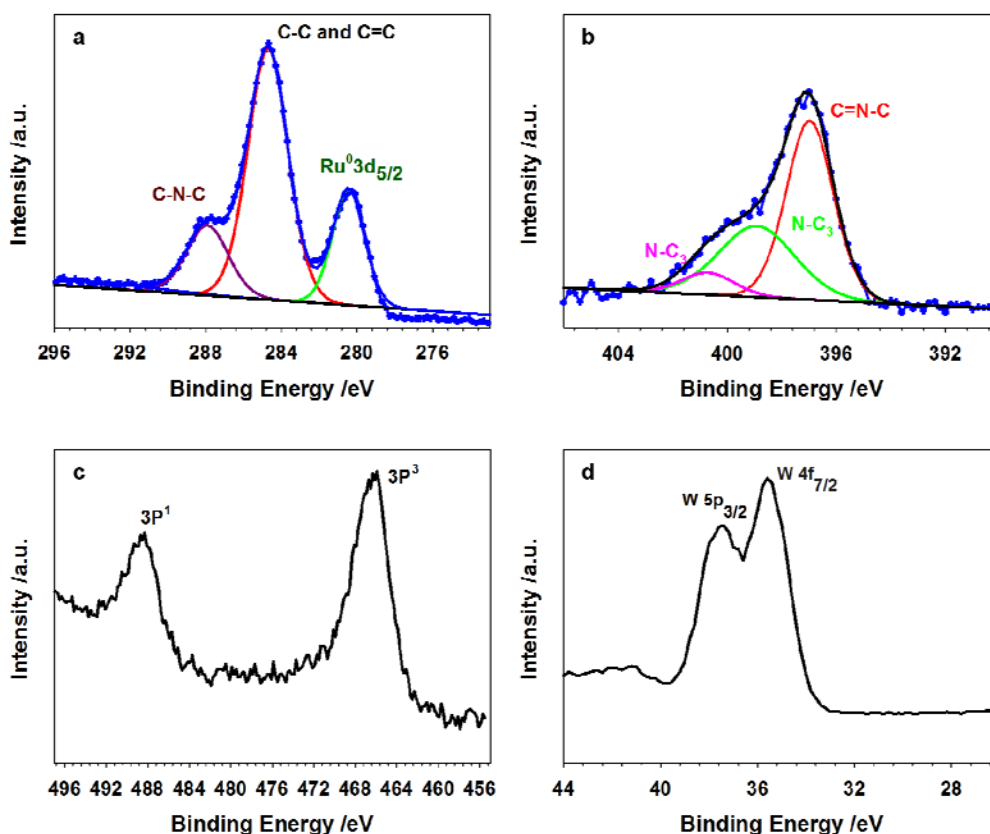 a
C-C and C=C
Ru⁰3d₅/₂
C-N-C
Intensity /a.u.
296 292 288 284 280 276
Binding Energy /eV
b
C=N-C
N-C₃
N-C₃
Intensity /a.u.
404 400 396 392
Binding Energy /eV
c
3P³
3P¹
Intensity /a.u.
496 492 488 484 480 476 472 468 464 460 456
Binding Energy /eV
d
W 4f₇/₂
W 5p₃/₂
Intensity /a.u.
44 40 36 32 28
Binding Energy /eV